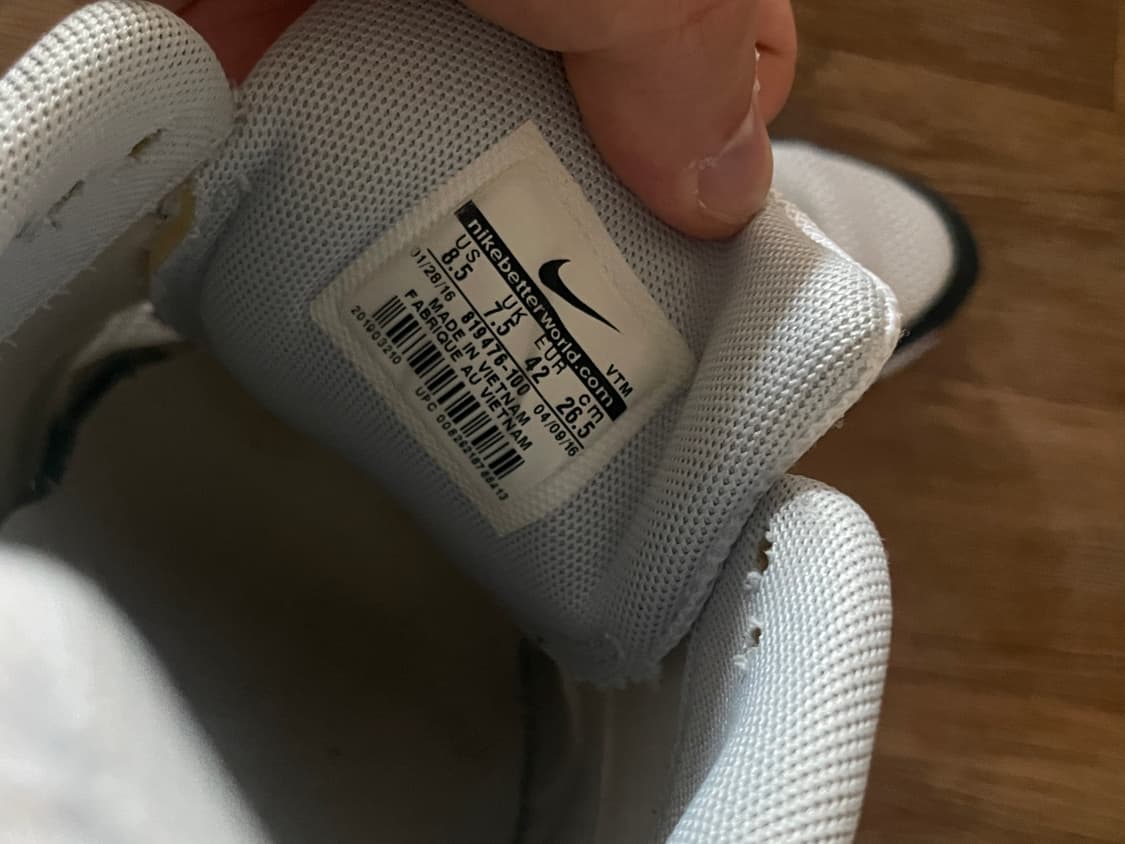 nikebetterworld.com
VTM
US UK EUR cm
8.5 7.5 42 26.5
01/28/16 819476-100 04/09/16
MADE IN VIETNAM
FABRIQUE AU VIETNAM
201903210
UPC